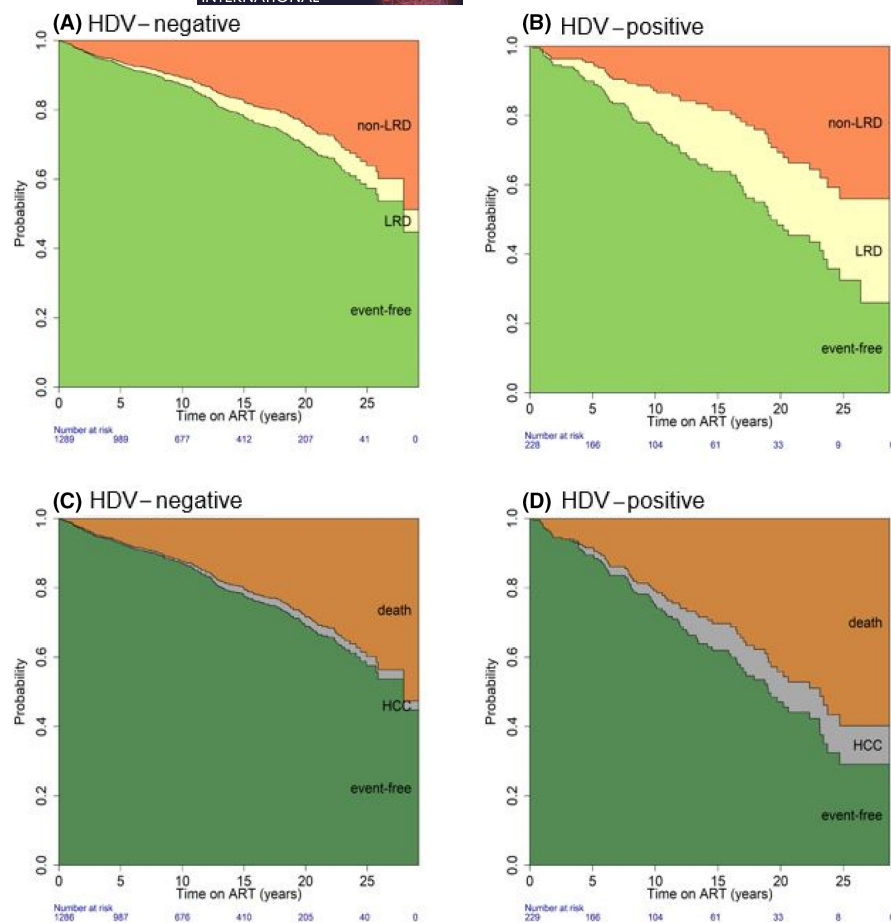 INTERNATIONAL
(A) HDV–negative
1.0
0.8
0.6
0.4
0.2
0.0
Probability
non-LRD
LRD
event-free
0 5 10 15 20 25
Time on ART (years)
Number at risk
1289 989 677 412 207 41 0
(B) HDV–positive
1.0
0.8
0.6
0.4
0.2
0.0
Probability
non-LRD
LRD
event-free
0 5 10 15 20 25
Time on ART (years)
Number at risk
228 166 104 61 33 9
(C) HDV–negative
1.0
0.8
0.6
0.4
0.2
0.0
Probability
death
HCC
event-free
0 5 10 15 20 25
Time on ART (years)
Number at risk
1286 987 676 410 205 40 0
(D) HDV–positive
1.0
0.8
0.6
0.4
0.2
0.0
Probability
death
HCC
event-free
0 5 10 15 20 25
Time on ART (years)
Number at risk
229 166 104 61 33 8